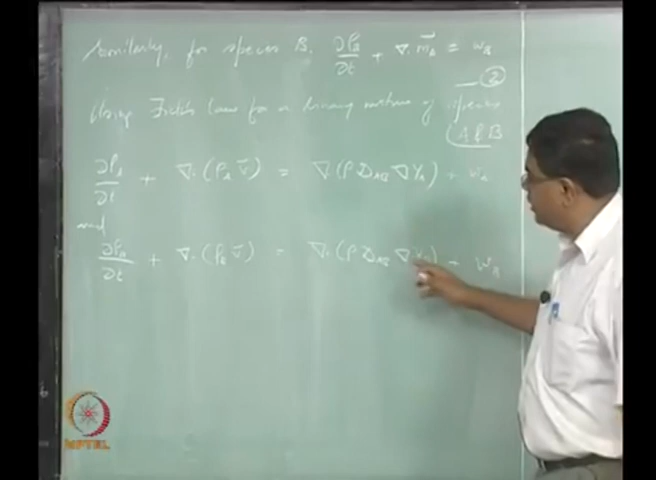 Similarly, for species B, ∂ρ_B/∂t + ∇·m⃗_B = w_B
— (2)
Using Fick's law for a binary mixture of species
(A & B
∂ρ_A/∂t + ∇·(ρ_A v⃗) = ∇·(ρ D_AB ∇Y_A) + w_A
and
∂ρ_B/∂t + ∇·(ρ_B v⃗) = ∇·(ρ D_AB ∇Y) + w_B
NPTEL